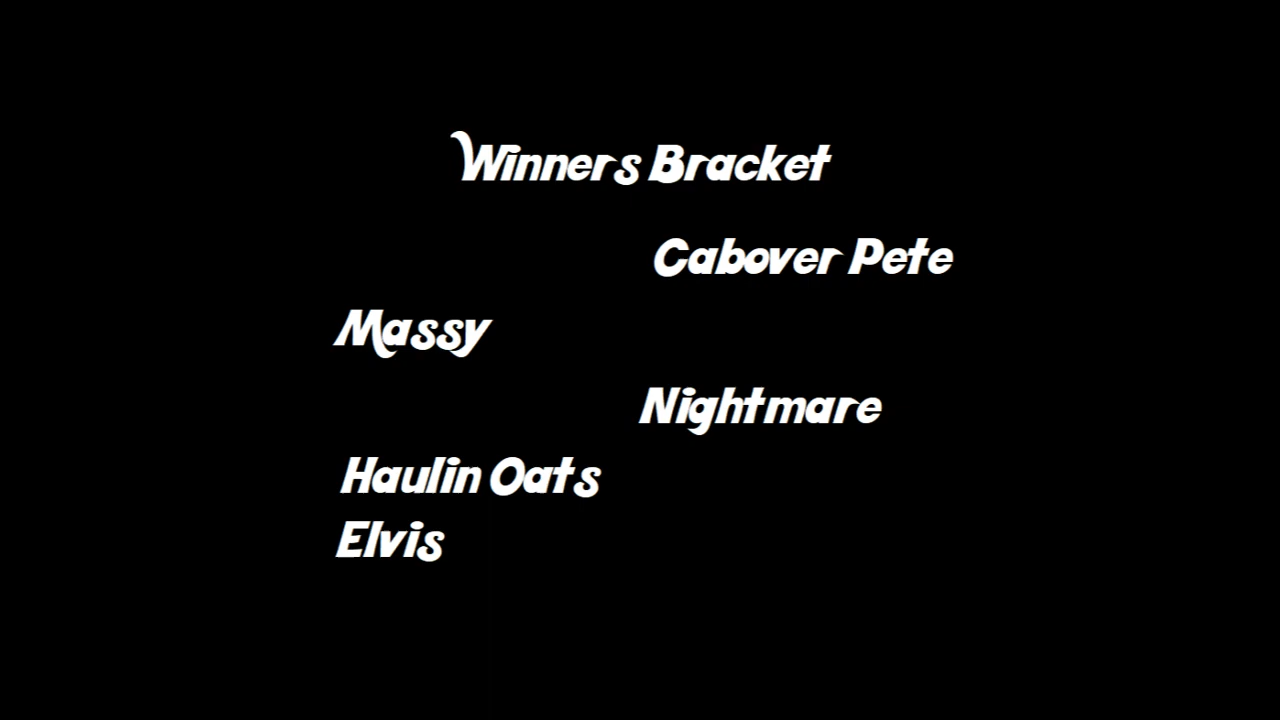 Winners Bracket
Cabover Pete
Massy
Nightmare
Haulin Oats
Elvis